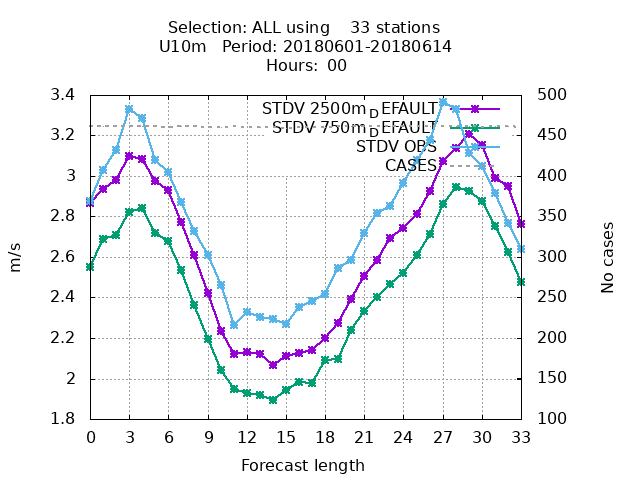 Selection: ALL using 33 stations
U10m Period: 20180601-20180614
Hours: 00
3.4
3.2
3
2.8
2.6
2.4
2.2
2
1.8
m/s
STDV 2500m_DEFAULT
STDV 750m_DEFAULT
STDV OBS
CASES
500
450
400
350
300
250
200
150
100
No cases
0 3 6 9 12 15 18 21 24 27 30 33
Forecast length